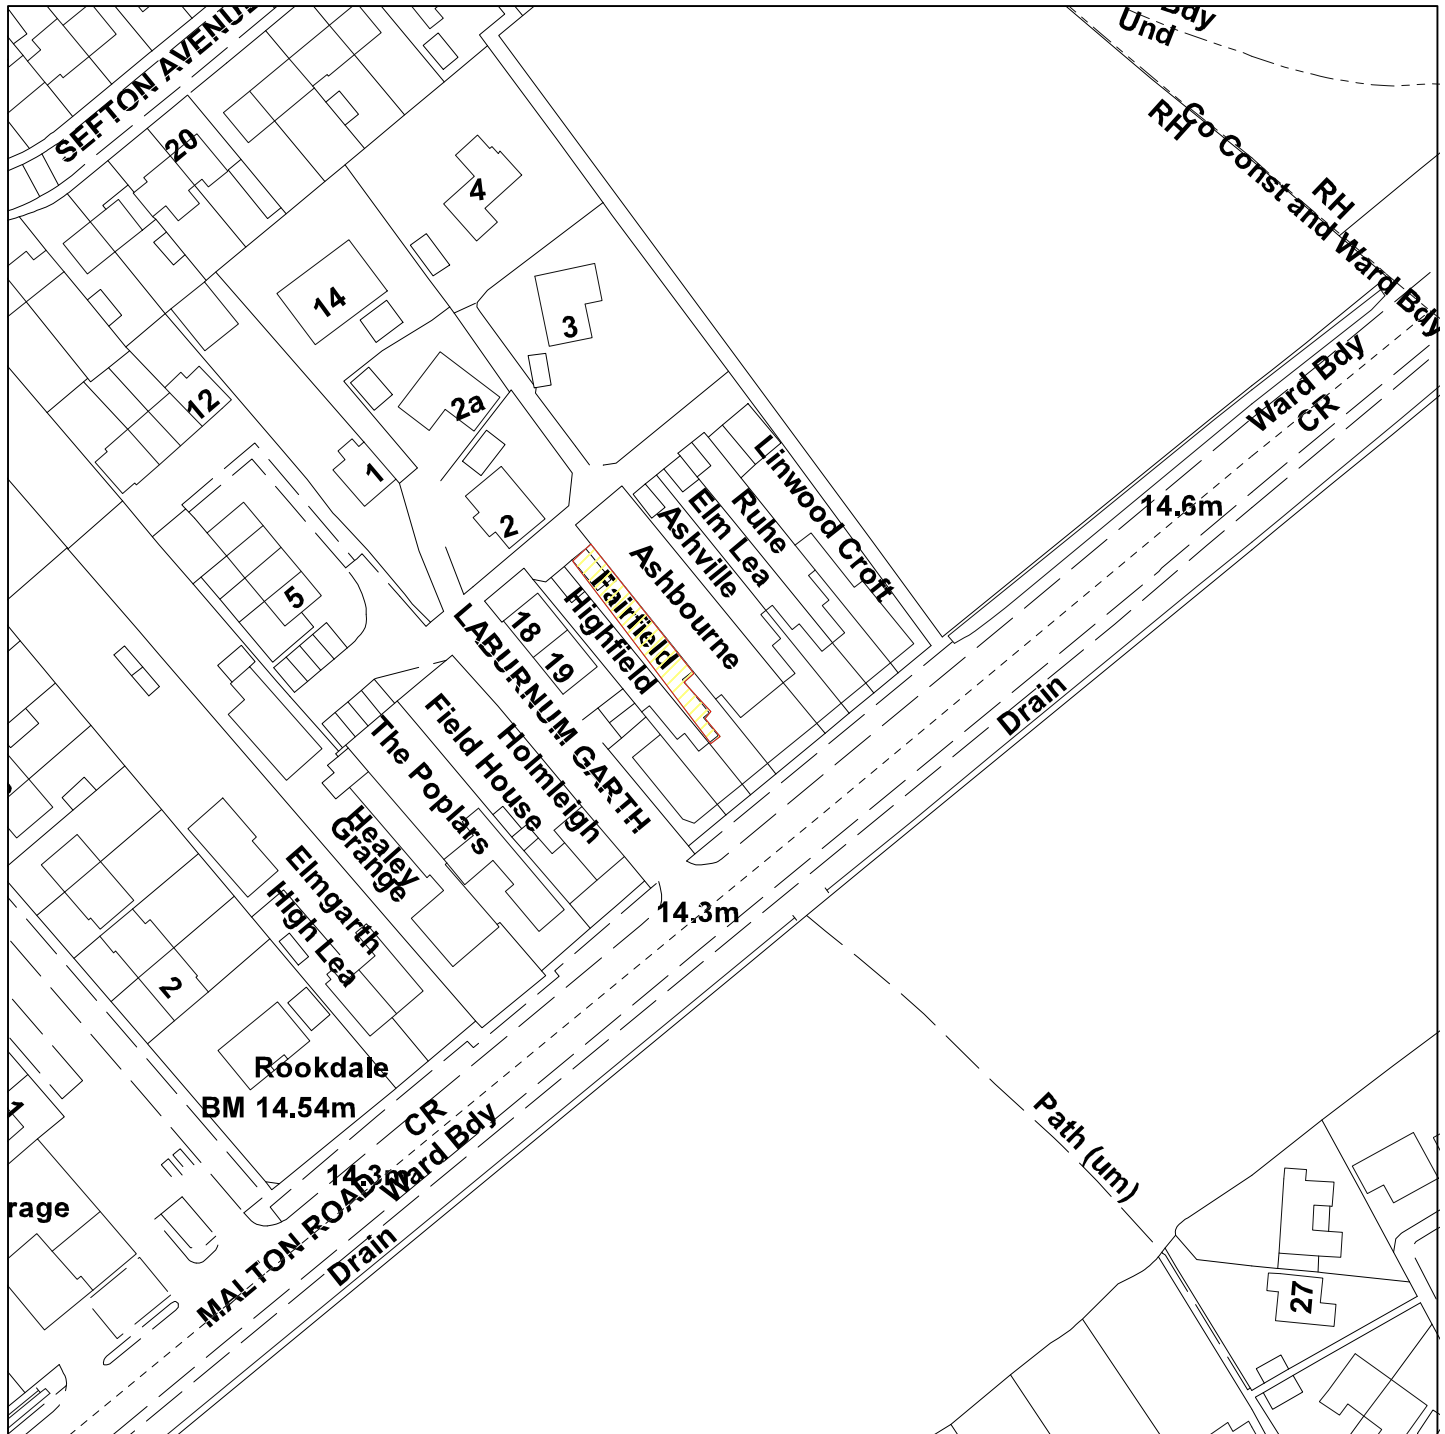 SEFTON AVENUE
Bdy
Und
RH
Co Const and Ward Bdy
RH
20
4
14
3
Ward Bdy
CR
12
2a
1
2
14.6m
Linwood Croft
Ruhe
Elm Lea
Ashville
Ashbourne
Fairfield
Highfield
5
18
19
LABURNUM GARTH
Drain
Field House
Holmleigh
The Poplars
Healey
Grange
Elmgarth
High Lea
14.3m
2
Rookdale
BM 14.54m
1
CR
Ward Bdy
14.3m
MALTON ROAD
Drain
Path (um)
rage
27